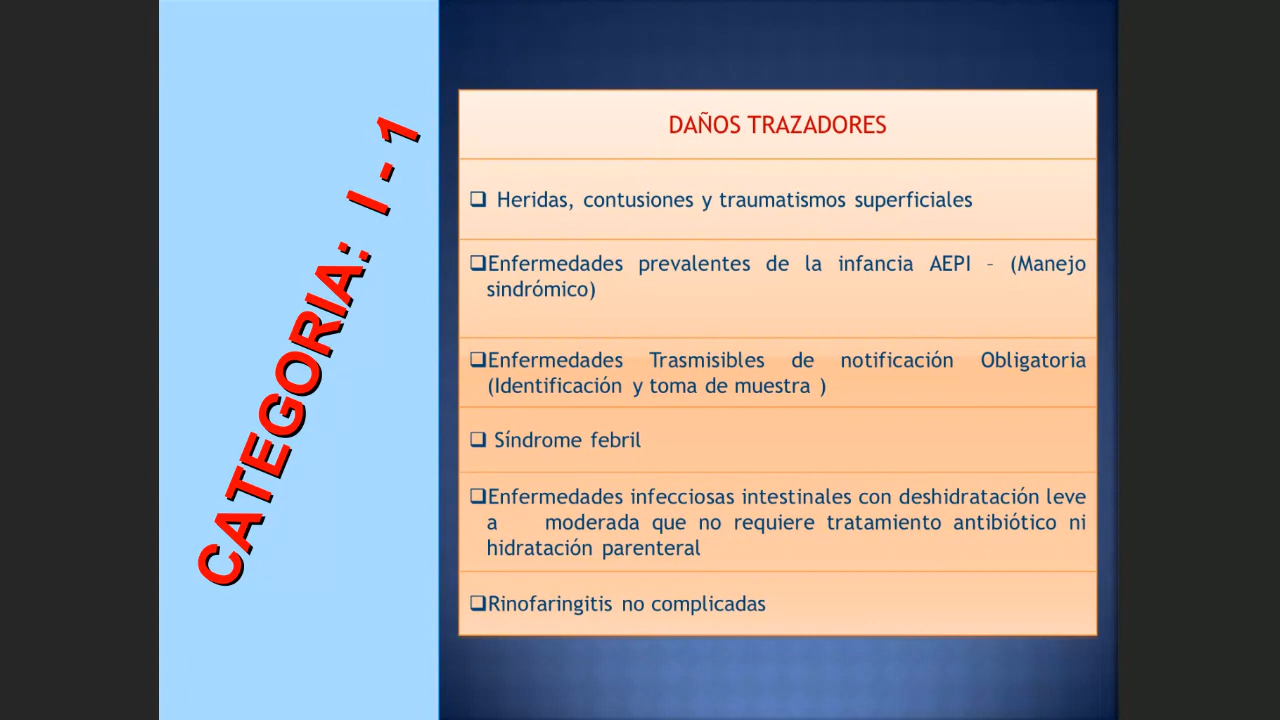 CATEGORIA: I - 1
DAÑOS TRAZADORES
❑ Heridas, contusiones y traumatismos superficiales
❑Enfermedades prevalentes de la infancia AEPI – (Manejo
sindrómico)
❑Enfermedades Trasmisibles de notificación Obligatoria
(Identificación y toma de muestra )
❑ Síndrome febril
❑Enfermedades infecciosas intestinales con deshidratación leve
a moderada que no requiere tratamiento antibiótico ni
hidratación parenteral
❑Rinofaringitis no complicadas